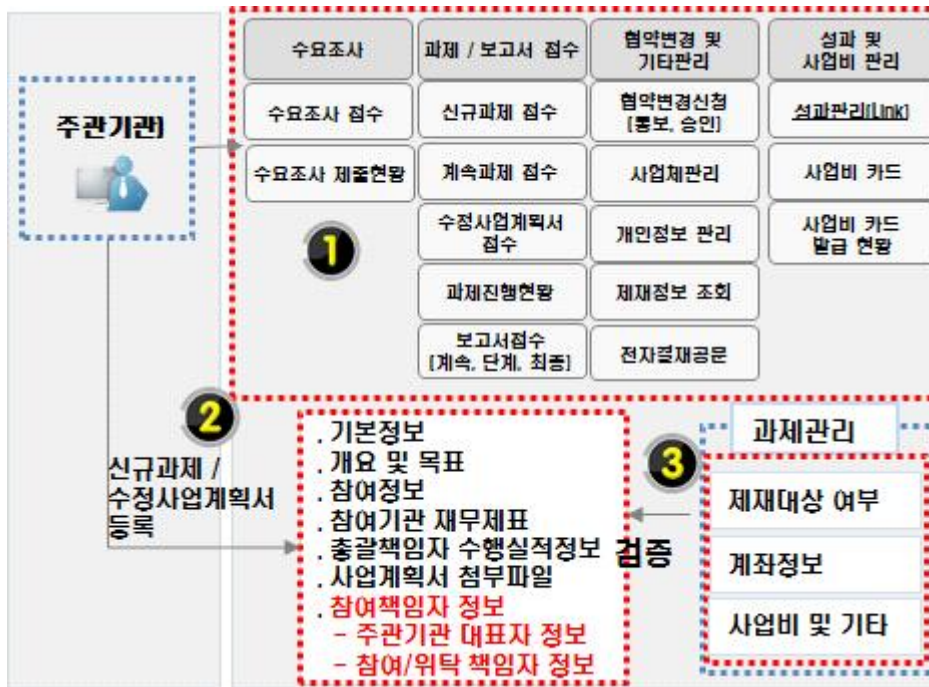 주관기관)
수요조사
수요조사 접수
수요조사 제출현황
과제 / 보고서 접수
신규과제 접수
계속과제 접수
수정사업계획서
접수
과제진행현황
보고서접수
[계속, 단계, 최종]
협약변경 및
기타관리
협약변경신청
[통보, 승인]
사업체관리
개인정보 관리
제재정보 조회
전자결재공문
성과 및
사업비 관리
성과관리[Link]
사업비 카드
사업비 카드
발급 현황
1
2
신규과제 /
수정사업계획서
등록
. 기본정보
. 개요 및 목표
. 참여정보
. 참여기관 재무제표
. 총괄책임자 수행실적정보
. 사업계획서 첨부파일
. 참여책임자 정보
- 주관기관 대표자 정보
- 참여/위탁 책임자 정보
검증
3
과제관리
제재대상 여부
계좌정보
사업비 및 기타